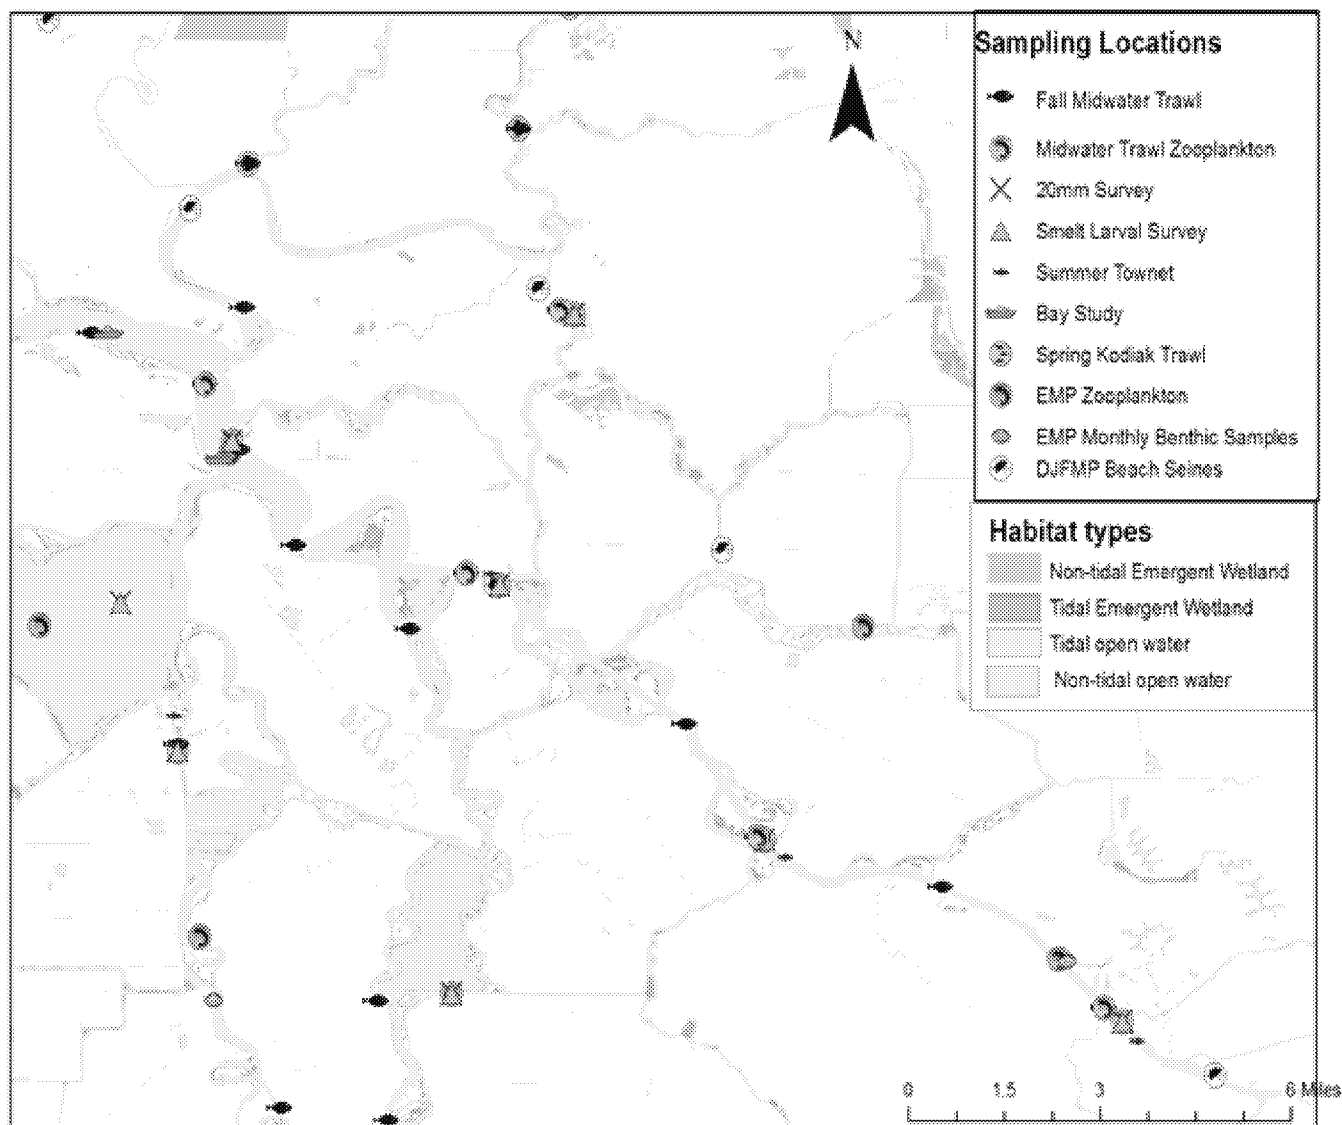 N
Sampling Locations
Fall Midwater Trawl
Midwater Trawl Zooplankton
20mm Survey
Smelt Larval Survey
Summer Townet
Bay Study
Spring Kodiak Trawl
EMP Zooplankton
EMP Monthly Benthic Samples
DJFMP Beach Seines
Habitat types
Non-tidal Emergent Wetland
Tidal Emergent Wetland
Tidal open water
Non-tidal open water
0 1.5 3 6 Miles